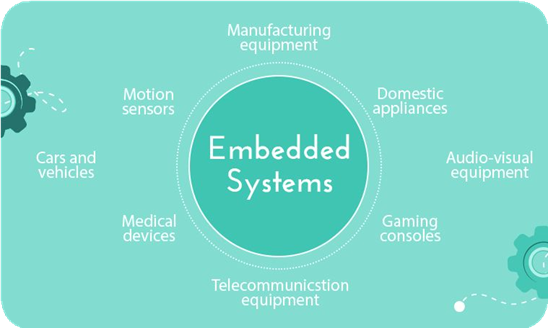 Manufacturing
equipment
Motion
sensors
Domestic
appliances
Embedded
Systems
Cars and
vehicles
Audio-visual
equipment
Medical
devices
Gaming
consoles
Telecommunicstion
equipment